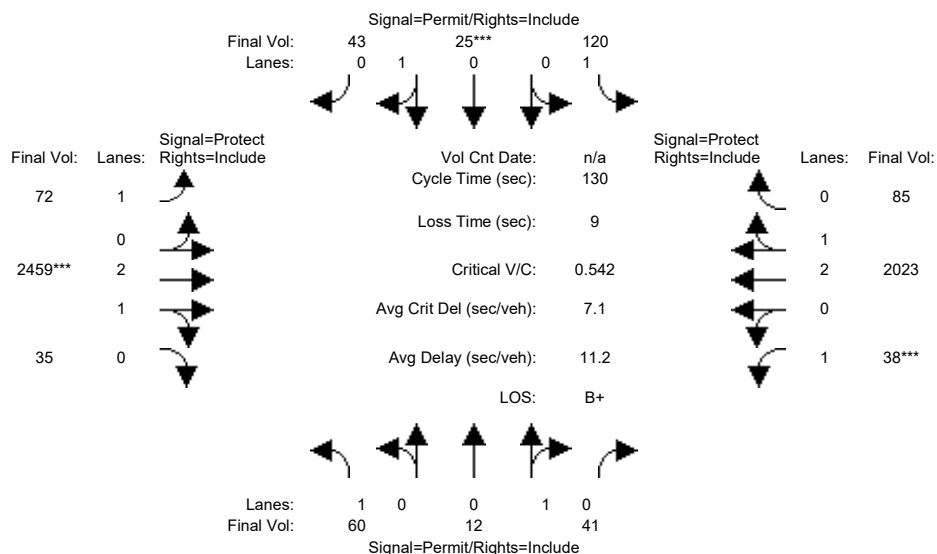 Signal=Permit/Rights=Include
Final Vol: 43 25*** 120
Lanes: 0 1 0 0 1
Signal=Protect
Final Vol: Lanes: Rights=Include
Vol Cnt Date: n/a
Signal=Protect
Rights=Include Lanes: Final Vol:
Cycle Time (sec): 130
72 1
0 85
Loss Time (sec): 9
0
1
2459*** 2
Critical V/C: 0.542
2 2023
1
Avg Crit Del (sec/veh): 7.1
0
35 0
Avg Delay (sec/veh): 11.2
1 38***
LOS: B+
Lanes: 1 0 0 1 0
Final Vol: 60 12 41
Signal=Permit/Rights=Include